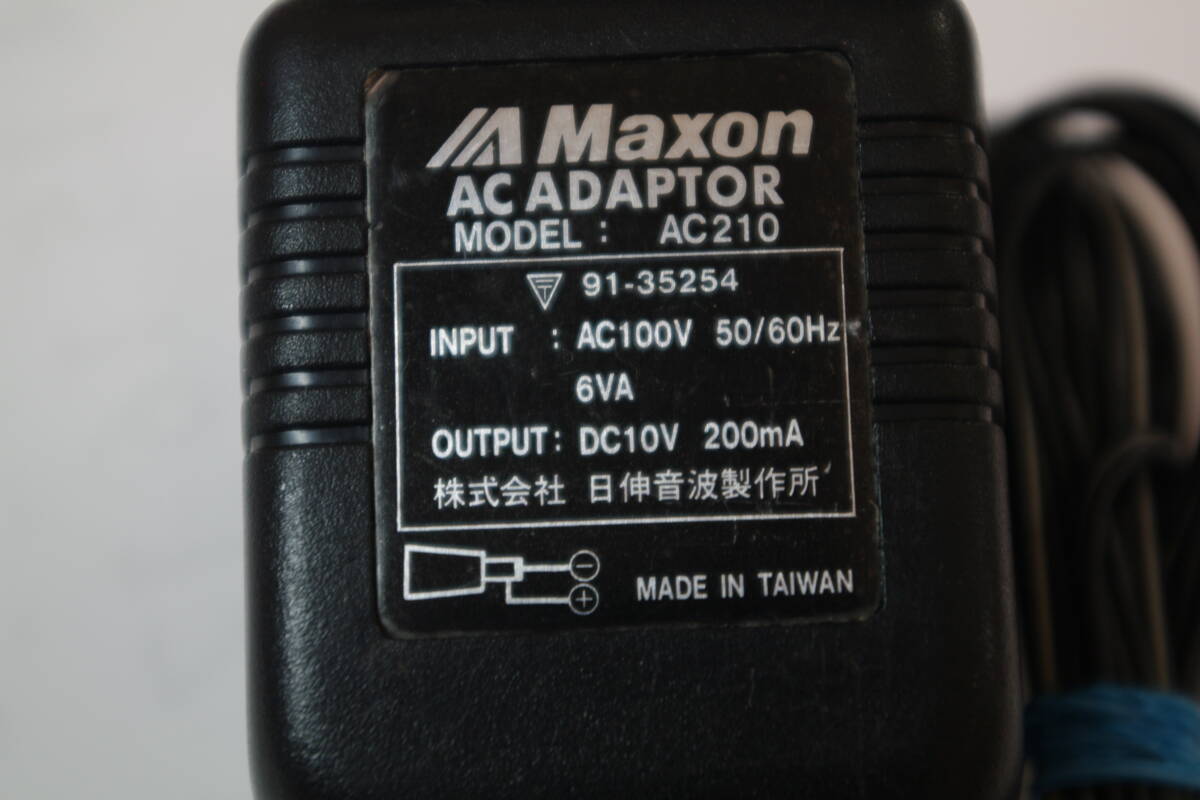 Maxon
AC ADAPTOR
MODEL : AC210
〒 91-35254
INPUT : AC100V 50/60Hz
6VA
OUTPUT : DC10V 200mA
株式会社 日伸音波製作所
− 
+
MADE IN TAIWAN